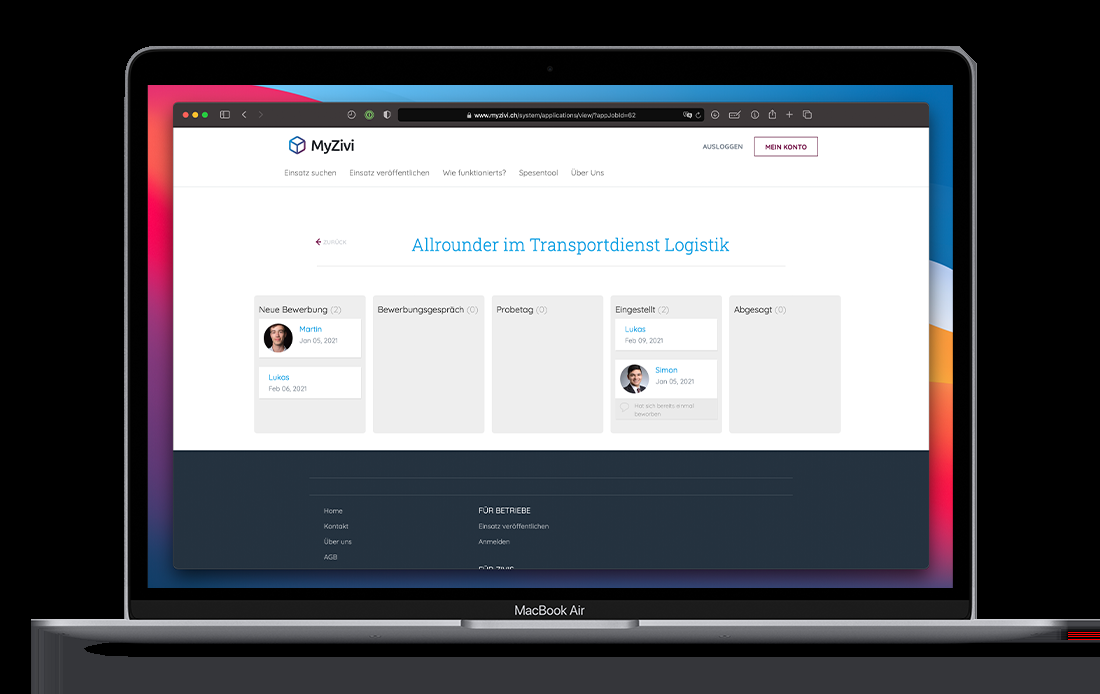 www.myzivi.ch/system/applications/view/?appJobId=62
MyZivi
AUSLOGGEN
MEIN KONTO
Einsatz suchen
Einsatz veröffentlichen
Wie funktionierts?
Spesentool
Über Uns
ZURÜCK
Allrounder im Transportdienst Logistik
Neue Bewerbung (2)
Martin
Jan 05, 2021
Lukas
Feb 06, 2021
Bewerbungsgespräch (0)
Probetag (0)
Eingestellt (2)
Lukas
Feb 09, 2021
Simon
Jan 05, 2021
Hat sich bereits einmal
beworben
Abgesagt (0)
Home
Kontakt
Über uns
AGB
FÜR BETRIEBE
Einsatz veröffentlichen
Anmelden
FÜR ZIVIS
MacBook Air